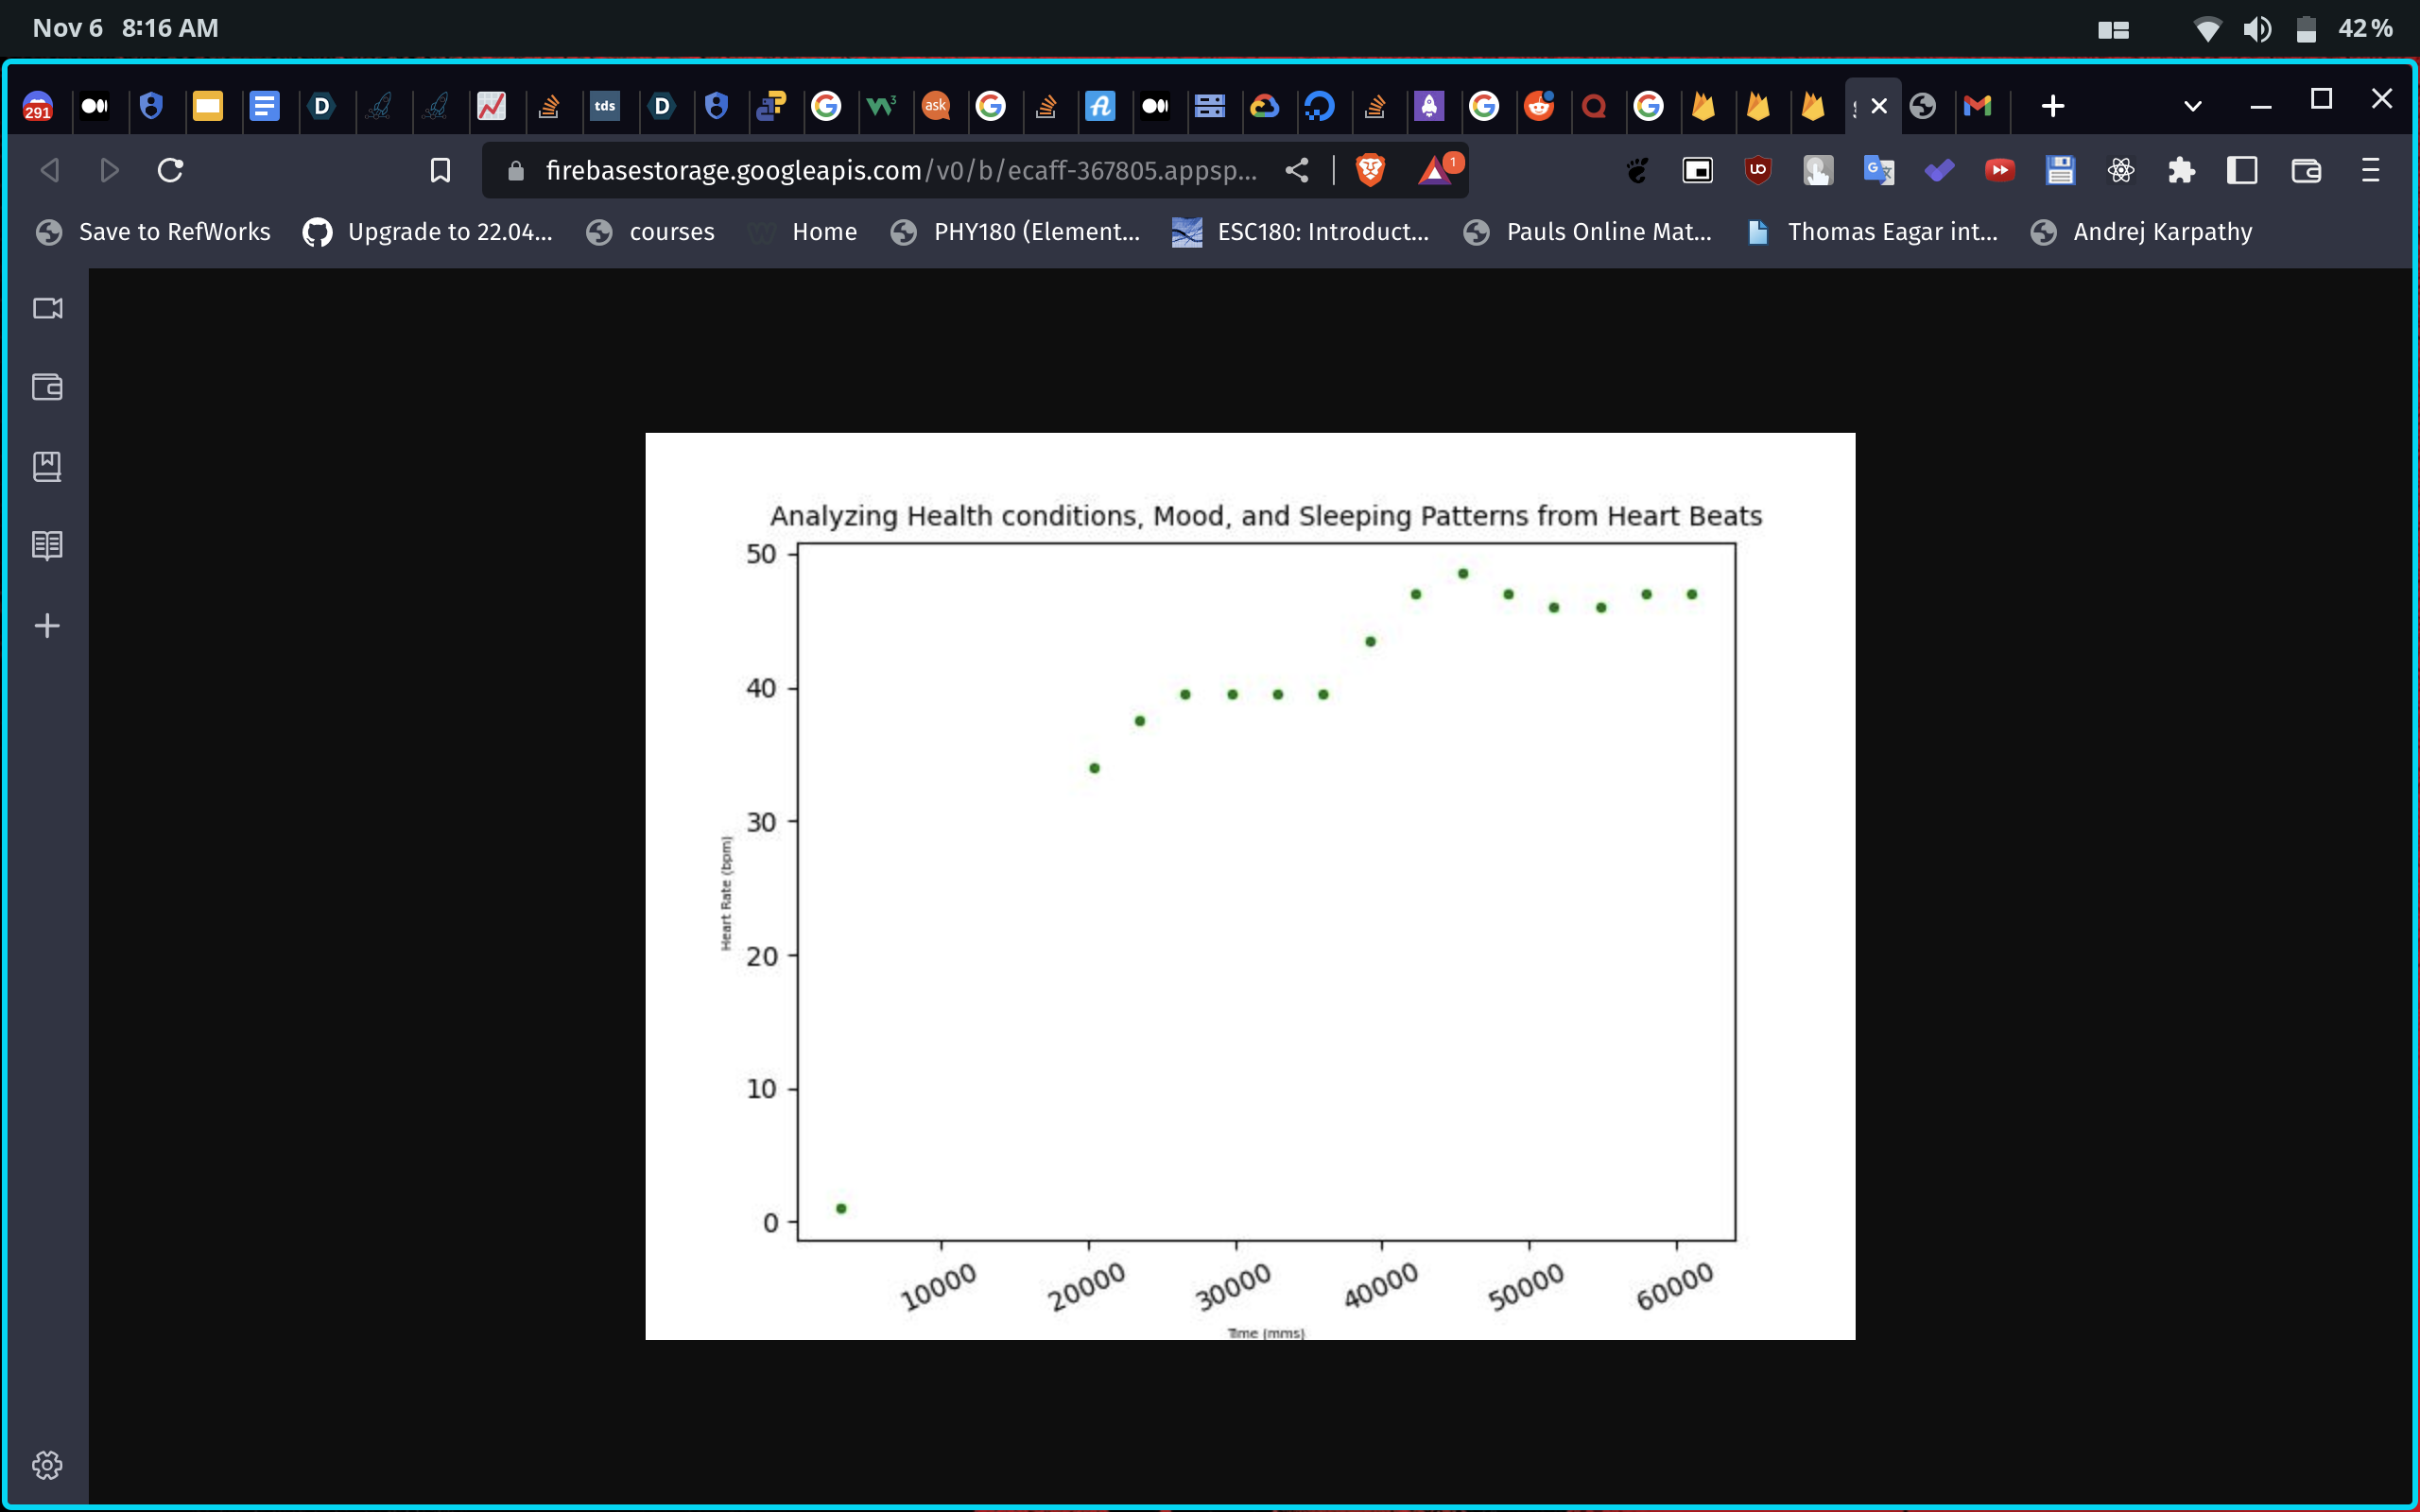 Nov 6 8:16 AM
42%
291
tds
ask
firebasestorage.googleapis.com/v0/b/ecaff-367805.appsp...
1
Save to RefWorks
Upgrade to 22.04...
courses
Home
PHY180 (Element...
ESC180: Introduct...
Pauls Online Mat...
Thomas Eagar int...
Andrej Karpathy
Analyzing Health conditions, Mood, and Sleeping Patterns from Heart Beats
50
40
30
20
10
0
Heart Rate (bpm)
10000 20000 30000 40000 50000 60000
Time (mms)